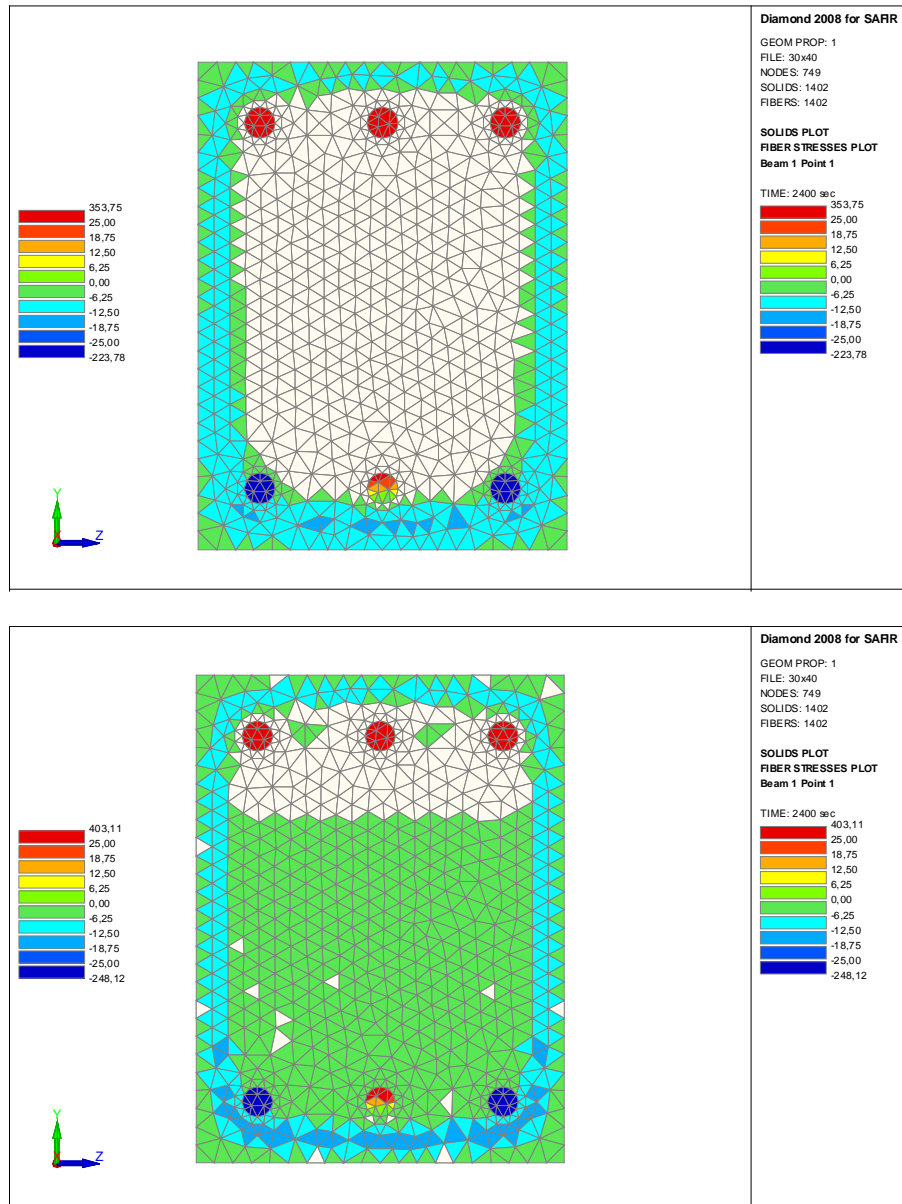 Diamond 2008 for SAFIR
GEOM PROP: 1
FILE: 30x40
NODES: 749
SOLIDS: 1402
FIBERS: 1402
SOLIDS PLOT
FIBER STRESSES PLOT
Beam 1 Point 1
TIME: 2400 sec
353,75
25,00
18,75
12,50
6,25
0,00
-6,25
-12,50
-18,75
-25,00
-223,78
353,75
25,00
18,75
12,50
6,25
0,00
-6,25
-12,50
-18,75
-25,00
-223,78
Y
Z
Diamond 2008 for SAFIR
GEOM PROP: 1
FILE: 30x40
NODES: 749
SOLIDS: 1402
FIBERS: 1402
SOLIDS PLOT
FIBER STRESSES PLOT
Beam 1 Point 1
TIME: 2400 sec
403,11
25,00
18,75
12,50
6,25
0,00
-6,25
-12,50
-18,75
-25,00
-248,12
403,11
25,00
18,75
12,50
6,25
0,00
-6,25
-12,50
-18,75
-25,00
-248,12
Y
Z